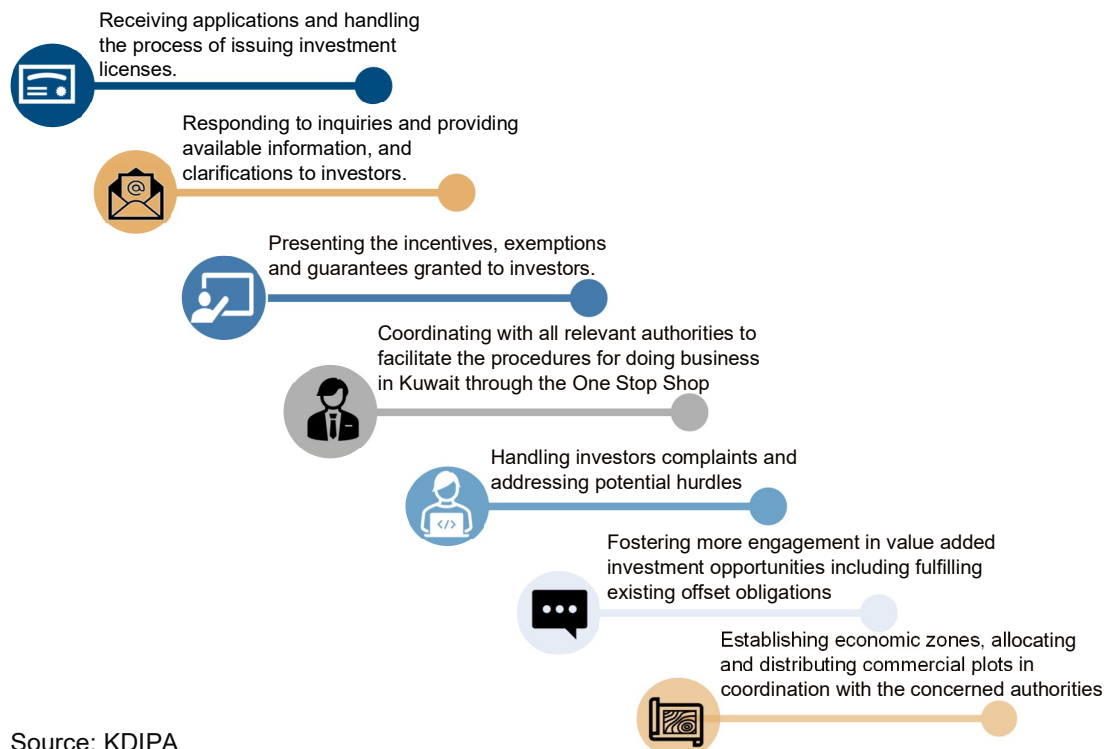 Receiving applications and handling
the process of issuing investment
licenses.
Responding to inquiries and providing
available information, and
clarifications to investors.
@
Presenting the incentives, exemptions
and guarantees granted to investors.
Coordinating with all relevant authorities to
facilitate the procedures for doing business
in Kuwait through the One Stop Shop
Handling investors complaints and
addressing potential hurdles
</>
Fostering more engagement in value added
investment opportunities including fulfilling
existing offset obligations
Establishing economic zones, allocating
and distributing commercial plots in
coordination with the concerned authorities
Source: KDIPA